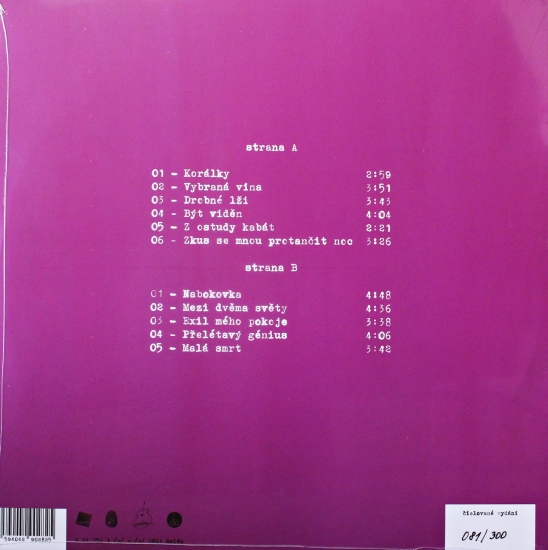 strana A
01 - Korálky 2:59
02 - Vybraná vina 3:51
03 - Drobné lži 3:43
04 - Být viděn 4:04
05 - Z ostudy kabát 2:21
06 - Zkus se mnou protančit noc 3:26
strana B
01 - Nabokovka 4:48
02 - Mezi dvěma světy 4:36
03 - Exil mého pokoje 3:38
04 - Přelétavý génius 4:06
05 - Malá smrt 3:42
číslované vydání
081/300